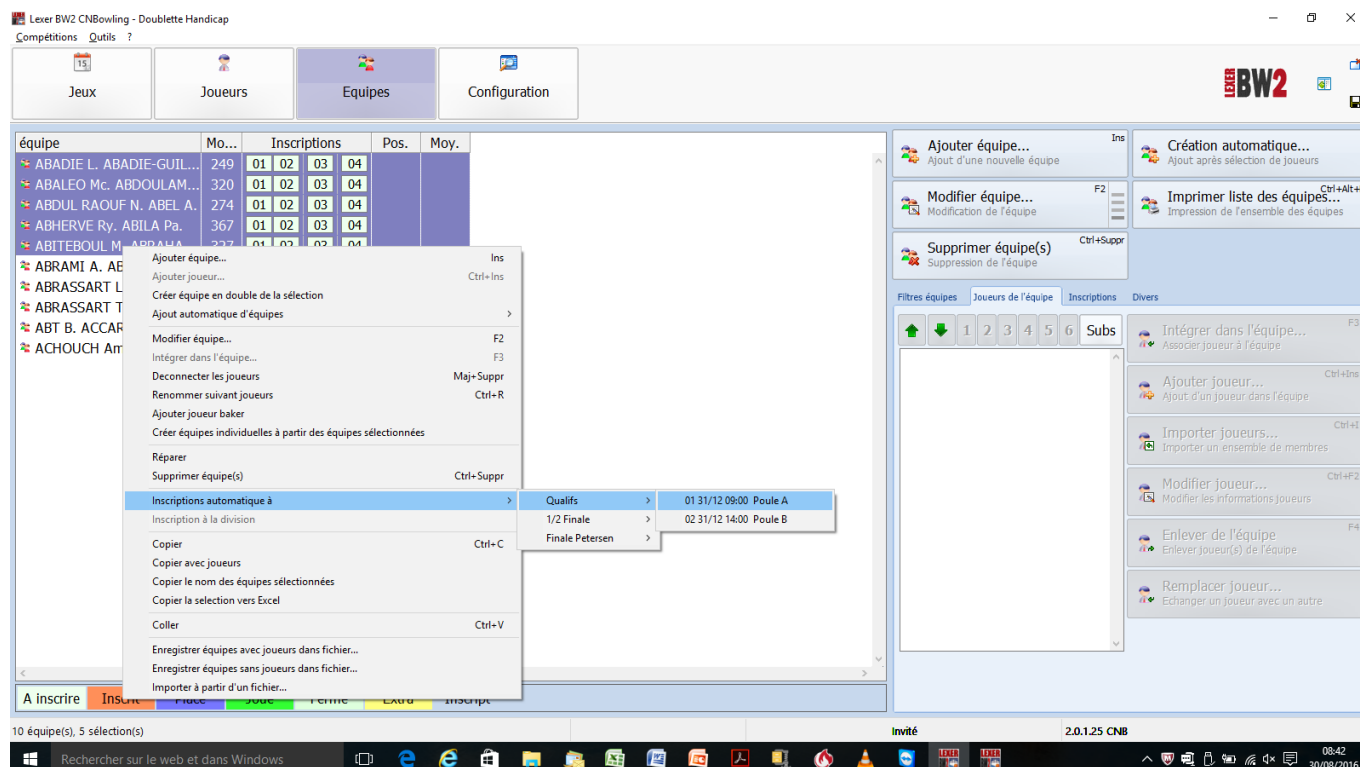 Lexer BW2 CNBowling - Doublette Handicap
Compétitions Outils ?
Jeux Joueurs Equipes Configuration
LEXER BW2
équipe Mo... Inscriptions Pos. Moy.
ABADIE L. ABADIE-GUIL... 249 01 02 03 04
ABALEO Mc. ABDOULAM... 320 01 02 03 04
ABDUL RAOUF N. ABEL A. 274 01 02 03 04
ABHERVE Ry. ABILA Pa. 367 01 02 03 04
ABITEBOUL M. ABRAHA... 327 01 02 03 04
ABRAMI A. AB
ABRASSART L
ABRASSART T
ABT B. ACCAR
ACHOUCH Am
Ajouter équipe... Ins
Ajouter joueur... Ctrl+Ins
Créer équipe en double de la sélection
Ajout automatique d'équipes
Modifier équipe... F2
Intégrer dans l'équipe... F3
Deconnecter les joueurs Maj+Suppr
Renommer suivant joueurs Ctrl+R
Ajouter joueur baker
Créer équipes individuelles à partir des équipes sélectionnées
Réparer
Supprimer équipe(s) Ctrl+Suppr
Inscriptions automatique à
Inscription à la division
Copier Ctrl+C
Copier avec joueurs
Copier le nom des équipes sélectionnées
Copier la selection vers Excel
Coller Ctrl+V
Enregistrer équipes avec joueurs dans fichier...
Enregistrer équipes sans joueurs dans fichier...
Importer à partir d'un fichier...
Qualifs
1/2 Finale
Finale Petersen
01 31/12 09:00 Poule A
02 31/12 14:00 Poule B
Ajouter équipe... Ins
Ajout d'une nouvelle équipe
Création automatique...
Ajout après sélection de joueurs
Modifier équipe... F2
Modification de l'équipe
Imprimer liste des équipes... Ctrl+Alt+
Impression de l'ensemble des équipes
Supprimer équipe(s) Ctrl+Suppr
Suppression de l'équipe
Filtres équipes Joueurs de l'équipe Inscriptions Divers
1 2 3 4 5 6 Subs
Intégrer dans l'équipe... F3
Associer joueur à l'équipe
Ajouter joueur... Ctrl+Ins
Ajout d'un joueur dans l'équipe
Importer joueurs... Ctrl+I
Importer un ensemble de membres
Modifier joueur... Ctrl+F2
Modifier les informations joueurs
Enlever de l'équipe F4
Enlever joueur(s) de l'équipe
Remplacer joueur...
Echanger un joueur avec un autre
A inscrire Inscrit Placé Joué Fermé Extra Inscript
10 équipe(s), 5 sélection(s) Invité 2.0.1.25 CNB
Rechercher sur le web et dans Windows
08:42
30/08/2016